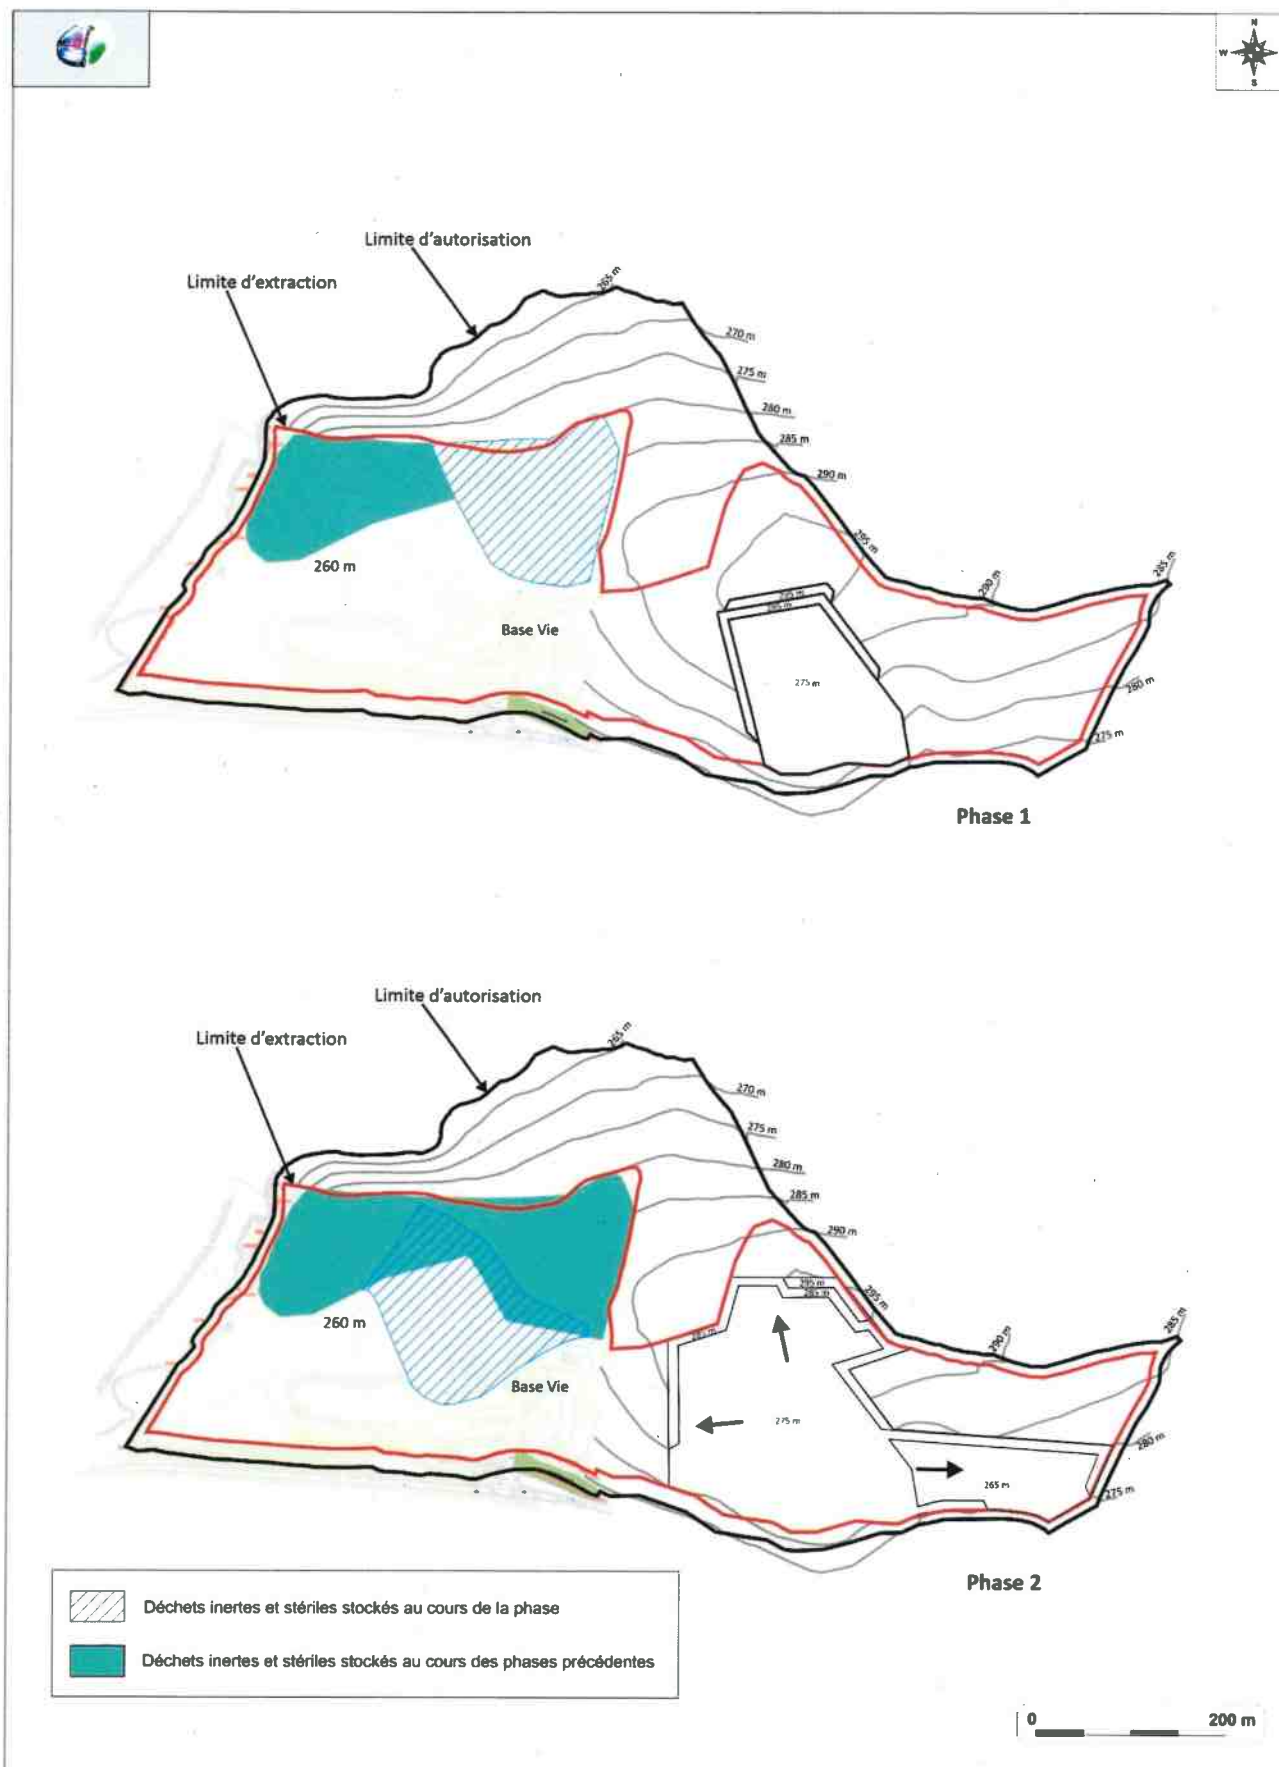 N
W
S
Limite d'autorisation
Limite d'extraction
265 m
270 m
275 m
280 m
285 m
290 m
295 m
290 m
285 m
260 m
285 m
Base Vie
275 m
280 m
275 m
Phase 1
Limite d'autorisation
Limite d'extraction
265 m
270 m
275 m
280 m
285 m
290 m
295 m
285 m
295 m
285 m
260 m
290 m
Base Vie
275 m
280 m
265 m
275 m
Phase 2
Déchets inertes et stériles stockés au cours de la phase
Déchets inertes et stériles stockés au cours des phases précédentes
0 200 m